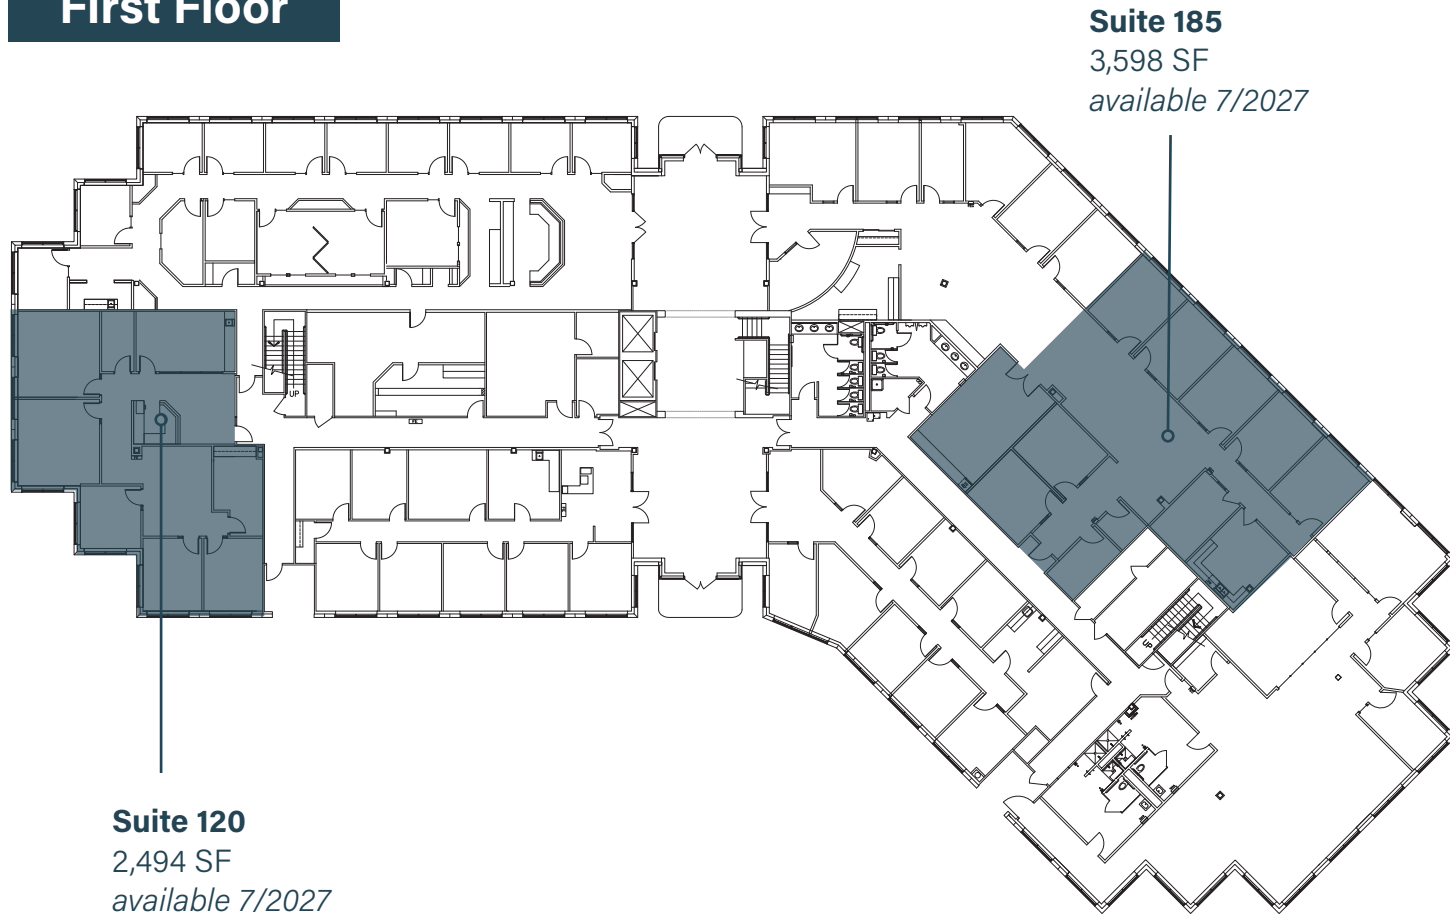 First Floor
Suite 185
3,598 SF
available 7/2027
UP
UP
Suite 120
2,494 SF
available 7/2027